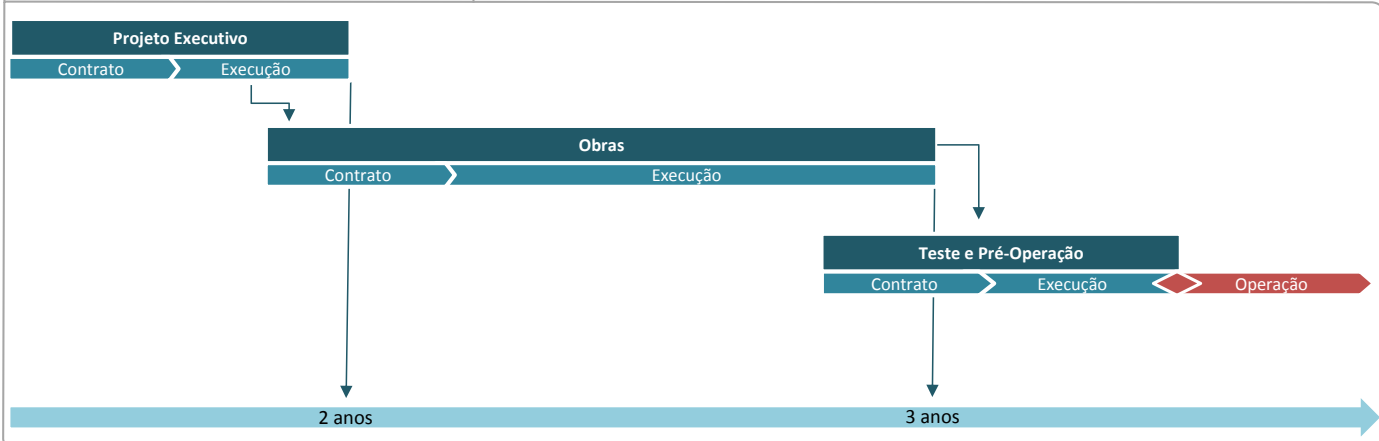 Projeto Executivo
Contrato
Execução
Obras
Contrato
Execução
Teste e Pré-Operação
Contrato
Execução
Operação
2 anos
3 anos